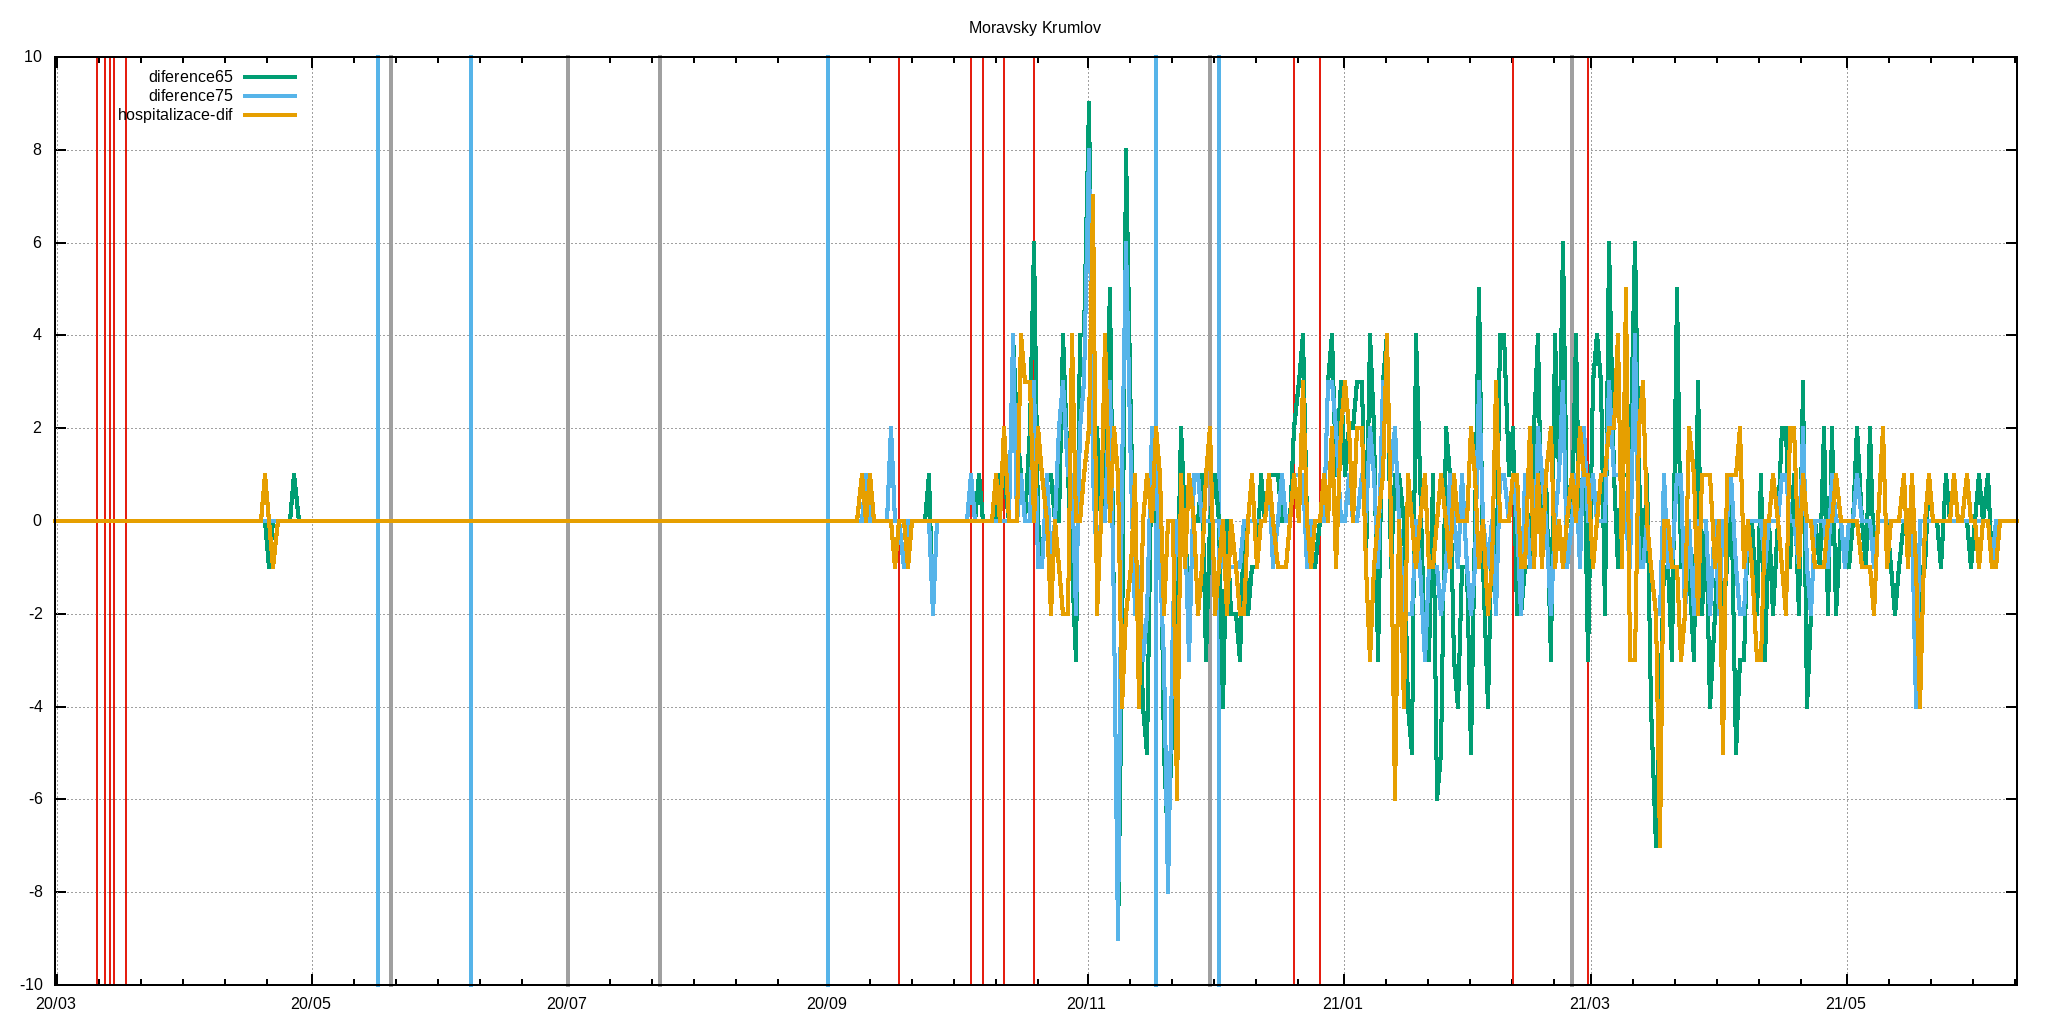 Moravsky Krumlov
diference65
diference75
hospitalizace-dif
10
8
6
4
2
0
-2
-4
-6
-8
-10
20/03 20/05 20/07 20/09 20/11 21/01 21/03 21/05